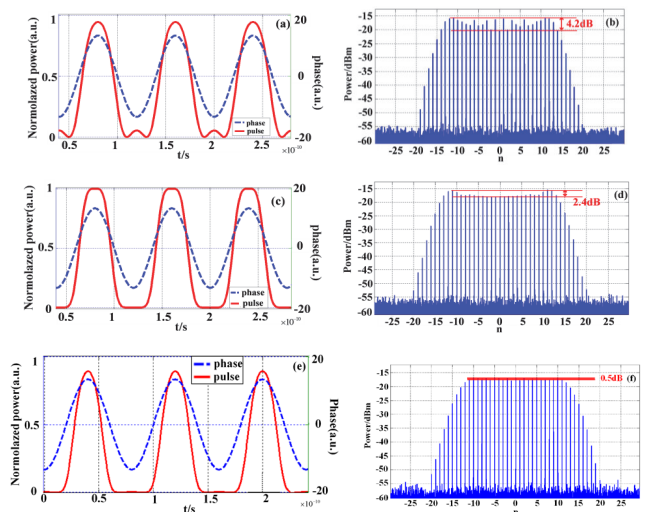 Normolazed power(a.u.)
1
0.5
0
(a)
phase
pulse
20
0
-20
phase(a.u.)
0.5 1 1.5 2 2.5
×10⁻¹⁰
t/s
Power/dBm
-15
-20
-25
-30
-35
-40
-45
-50
-55
-60
(b)
4.2dB
-25 -20 -15 -10 -5 0 5 10 15 20 25
n
Normolazed power(a.u.)
1
0.5
0
(c)
phase
pulse
20
0
-20
phase(a.u.)
0.5 1 1.5 2 2.5
×10⁻¹⁰
t/s
Power/dBm
-15
-20
-25
-30
-35
-40
-45
-50
-55
60
(d)
2.4dB
-25 -20 -15 -10 -5 0 5 10 15 20 25
n
Normolazed power(a.u.)
1
0.5
0
phase
pulse
(e)
20
0
-20
Phase(a.u.)
0 0.5 1 1.5 2
t/s
Power/dBm
-15
-20
-25
-30
-35
-40
-45
-50
-55
-60
0.5dB
(f)
-25 -20 -15 -10 -5 0 5 10 15 20 25
n